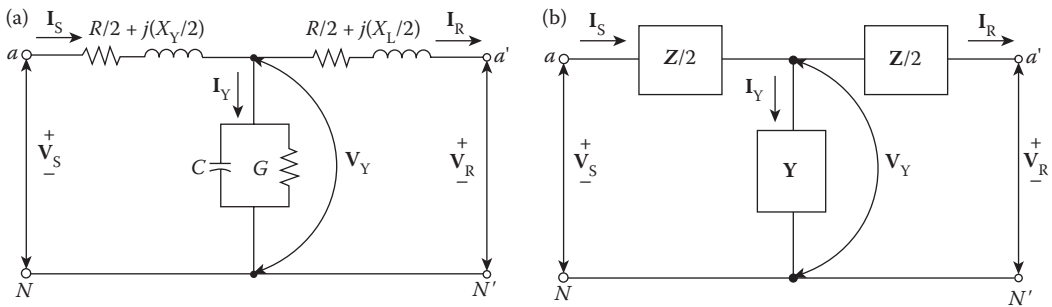 (a)
I_S
R/2 + j(X_Y/2)
R/2 + j(X_L/2)
I_R
a
a'
I_Y
+
V_S
−
C
G
V_Y
+
V_R
−
N
N'
(b)
I_S
I_R
a
Z/2
Z/2
a'
I_Y
+
V_S
−
Y
V_Y
+
V_R
−
N
N'